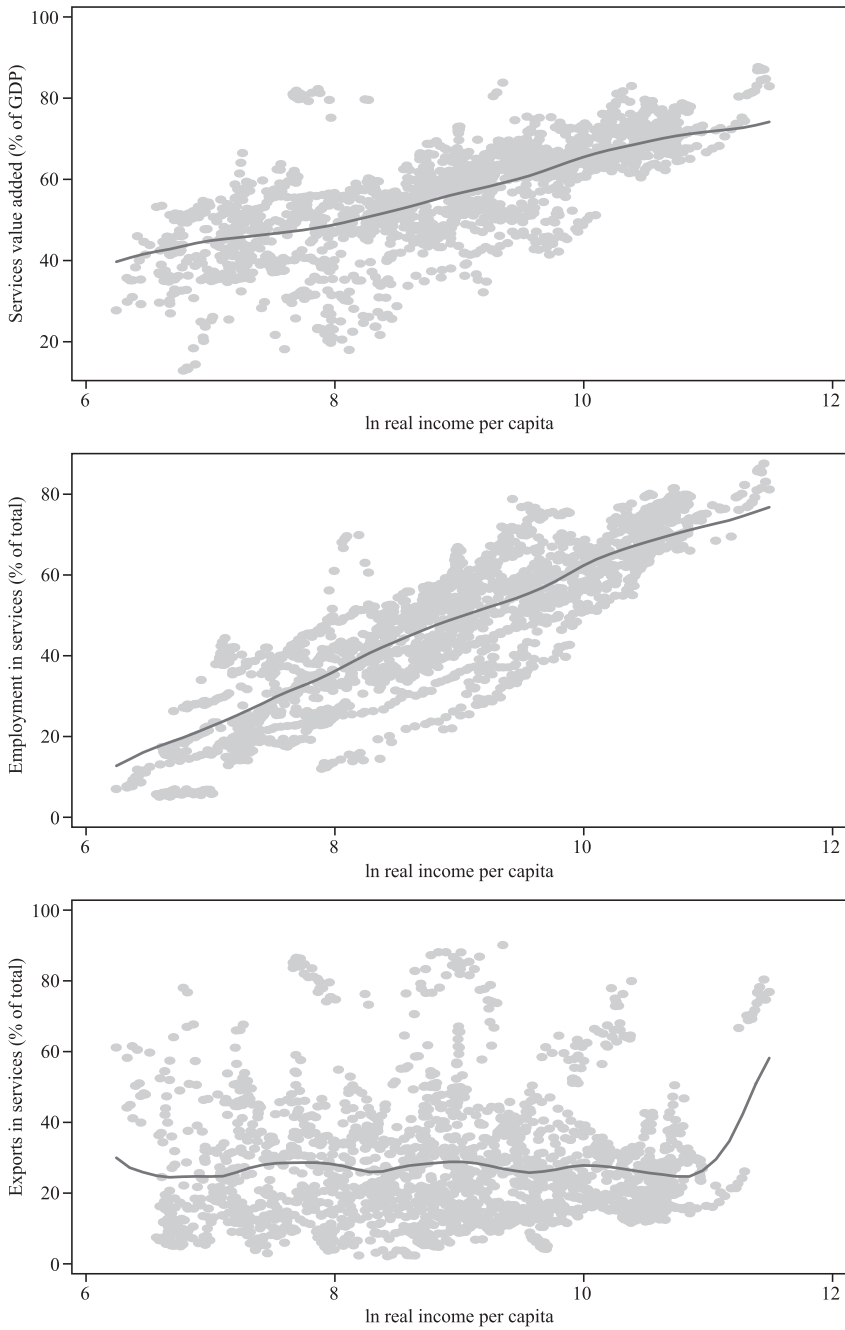 Services value added (% of GDP)
100
80
60
40
20
6 8 10 12
ln real income per capita
Employment in services (% of total)
80
60
40
20
0
6 8 10 12
ln real income per capita
Exports in services (% of total)
100
80
60
40
20
0
6 8 10 12
ln real income per capita